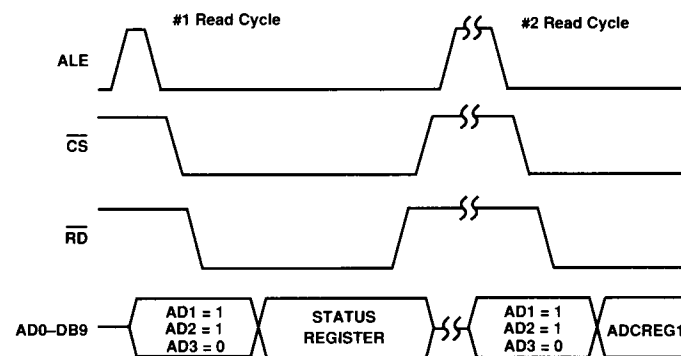 #1 Read Cycle
#2 Read Cycle
ALE
CS
RD
AD0–DB9
AD1 = 1
AD2 = 1
AD3 = 0
STATUS
REGISTER
AD1 = 1
AD2 = 1
AD3 = 0
ADCREG1